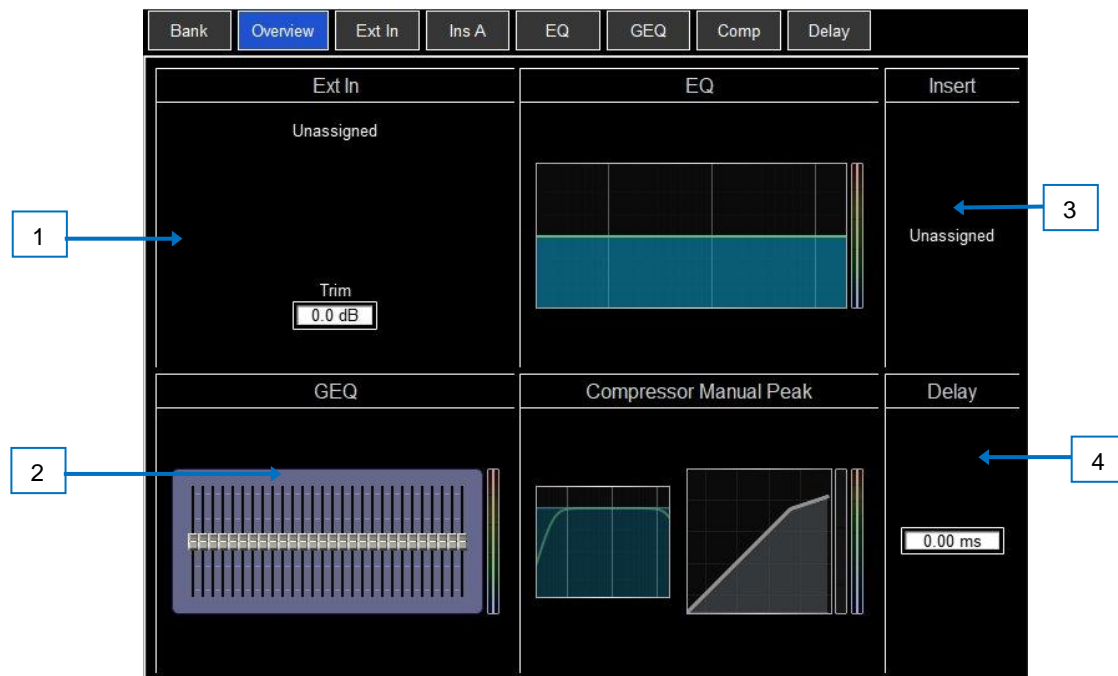 Bank Overview Ext In Ins A EQ GEQ Comp Delay
Ext In EQ Insert
Unassigned
3
1
Unassigned
Trim
0.0 dB
GEQ Compressor Manual Peak Delay
2
4
0.00 ms